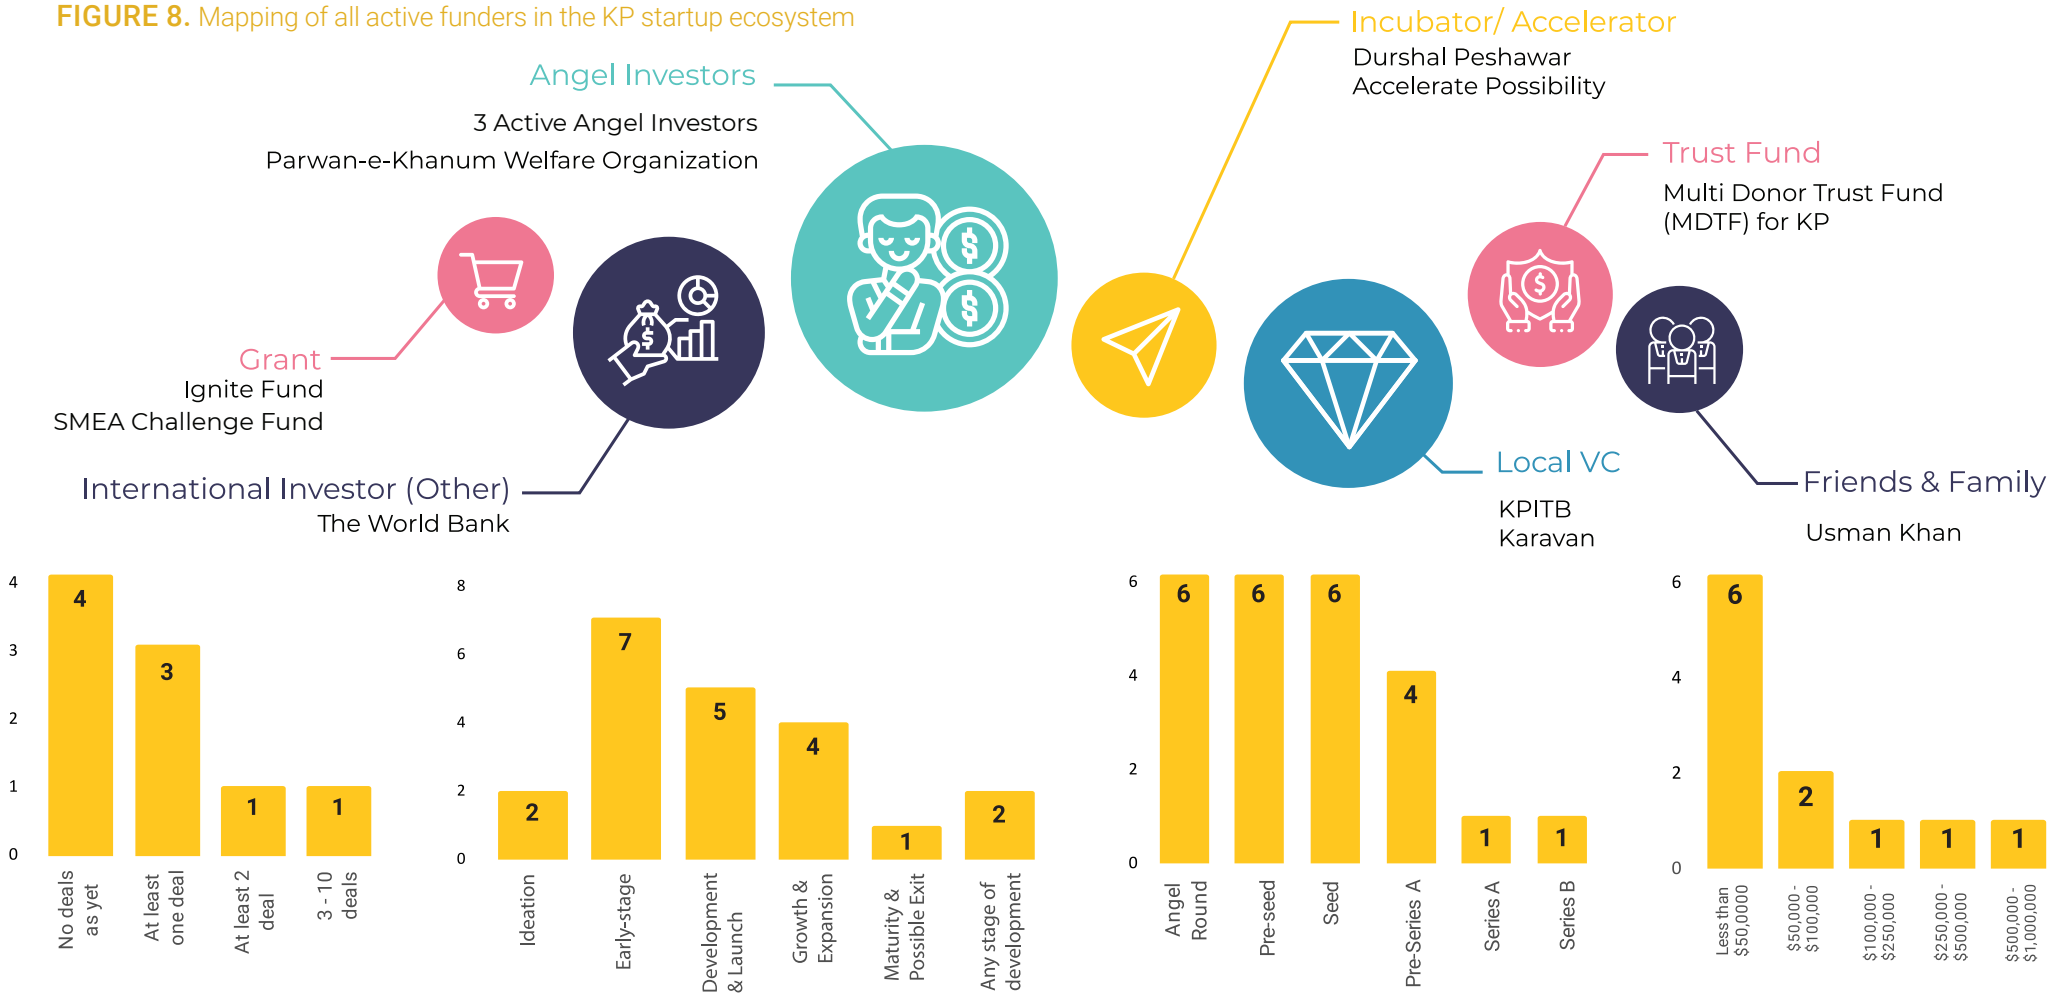 FIGURE 8. Mapping of all active funders in the KP startup ecosystem
Incubator/ Accelerator
Durshal Peshawar
Accelerate Possibility
Angel Investors
3 Active Angel Investors
Parwan-e-Khanum Welfare Organization
Trust Fund
Multi Donor Trust Fund
(MDTF) for KP
$
$
$
$
Grant
Ignite Fund
SMEA Challenge Fund
International Investor (Other)
The World Bank
Local VC
KPITB
Karavan
Friends & Family
Usman Khan
4
3
2
1
0
4
3
1
1
No deals
as yet
At least
one deal
At least 2
deal
3 - 10
deals
8
6
4
2
0
2
7
5
4
1
2
Ideation
Early-stage
Development
& Launch
Growth &
Expansion
Maturity &
Possible Exit
Any stage of
development
6
4
2
0
6
6
6
4
1
1
Angel
Round
Pre-seed
Seed
Pre-Series A
Series A
Series B
6
4
2
0
6
2
1
1
1
Less than
$50,0000
$50,000 -
$100,000
$100,000 -
$250,000
$250,000 -
$500,000
$500,000 -
$1,000,000